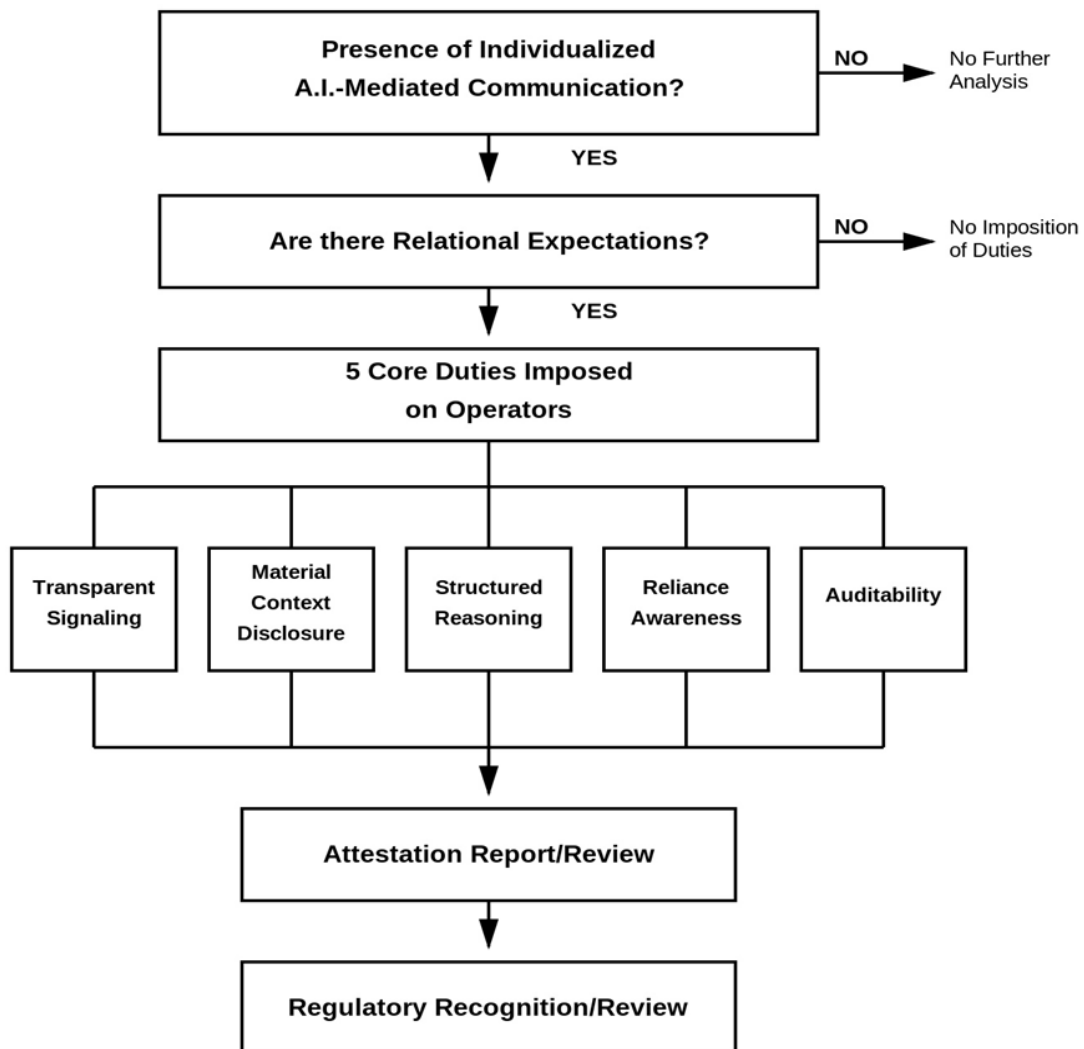 Presence of Individualized
A.I.-Mediated Communication?
NO
No Further
Analysis
YES
Are there Relational Expectations?
NO
No Imposition
of Duties
YES
5 Core Duties Imposed
on Operators
Transparent
Signaling
Material
Context
Disclosure
Structured
Reasoning
Reliance
Awareness
Auditability
Attestation Report/Review
Regulatory Recognition/Review